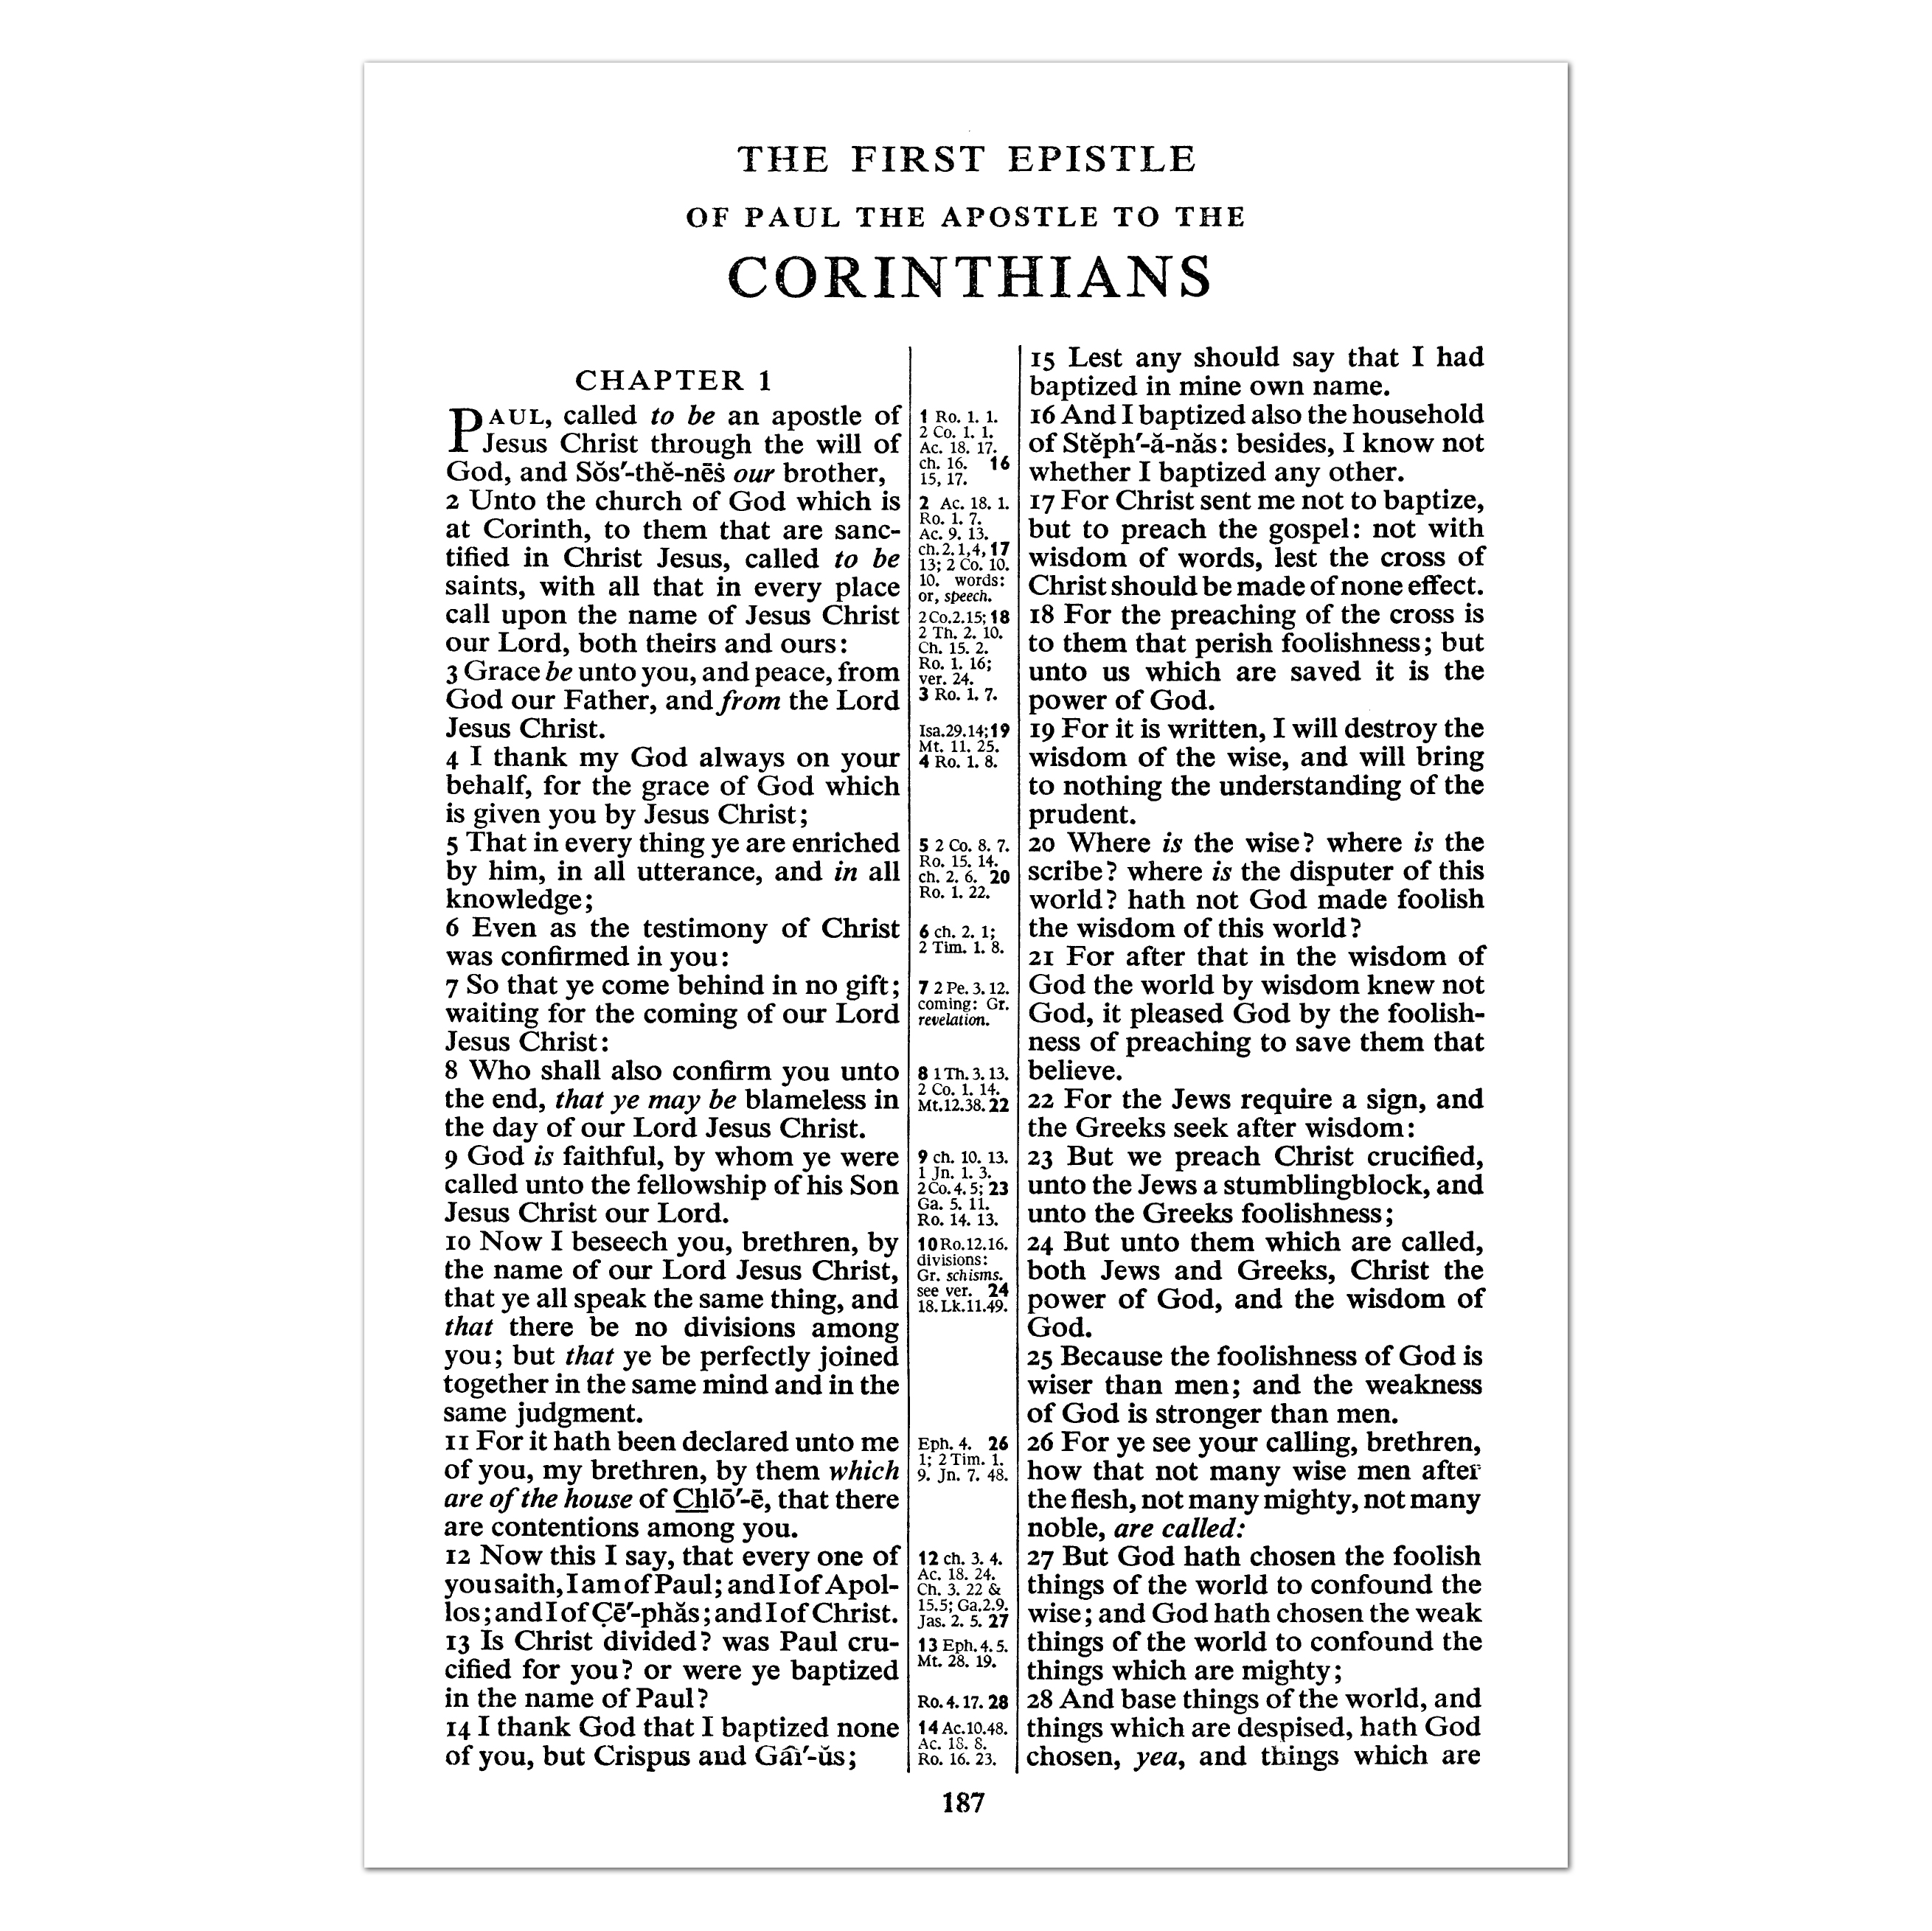 THE FIRST EPISTLE
OF PAUL THE APOSTLE TO THE
CORINTHIANS
CHAPTER 1
PAUL, called to be an apostle of
Jesus Christ through the will of
God, and Sŏs′-thĕ-nēṡ our brother,
2 Unto the church of God which is
at Corinth, to them that are sanc-
tified in Christ Jesus, called to be
saints, with all that in every place
call upon the name of Jesus Christ
our Lord, both theirs and ours:
3 Grace be unto you, and peace, from
God our Father, and from the Lord
Jesus Christ.
4 I thank my God always on your
behalf, for the grace of God which
is given you by Jesus Christ;
5 That in every thing ye are enriched
by him, in all utterance, and in all
knowledge;
6 Even as the testimony of Christ
was confirmed in you:
7 So that ye come behind in no gift;
waiting for the coming of our Lord
Jesus Christ:
8 Who shall also confirm you unto
the end, that ye may be blameless in
the day of our Lord Jesus Christ.
9 God is faithful, by whom ye were
called unto the fellowship of his Son
Jesus Christ our Lord.
10 Now I beseech you, brethren, by
the name of our Lord Jesus Christ,
that ye all speak the same thing, and
that there be no divisions among
you; but that ye be perfectly joined
together in the same mind and in the
same judgment.
11 For it hath been declared unto me
of you, my brethren, by them which
are of the house of Chlō′-ē, that there
are contentions among you.
12 Now this I say, that every one of
you saith, I am of Paul; and I of Apol-
los; and I of Çē′-phăs; and I of Christ.
13 Is Christ divided? was Paul cru-
cified for you? or were ye baptized
in the name of Paul?
14 I thank God that I baptized none
of you, but Crispus and Gāi′-ŭs;
1 Ro. 1. 1.
2 Co. 1. 1.
Ac. 18. 17.
ch. 16. 16
15, 17.
2 Ac. 18. 1.
Ro. 1. 7.
Ac. 9. 13.
ch. 2. 1, 4, 17
13; 2 Co. 10.
10. words:
or, speech.
2 Co. 2. 15; 18
2 Th. 2. 10.
Ch. 15. 2.
Ro. 1. 16;
ver. 24.
3 Ro. 1. 7.
Isa. 29. 14; 19
Mt. 11. 25.
4 Ro. 1. 8.
5 2 Co. 8. 7.
Ro. 15. 14.
ch. 2. 6. 20
Ro. 1. 22.
6 ch. 2. 1;
2 Tim. 1. 8.
7 2 Pe. 3. 12.
coming: Gr.
revelation.
8 1 Th. 3. 13.
2 Co. 1. 14.
Mt. 12. 38. 22
9 ch. 10. 13.
1 Jn. 1. 3.
2 Co. 4. 5; 23
Ga. 5. 11.
Ro. 14. 13.
10 Ro. 12. 16.
divisions:
Gr. schisms.
see ver. 24
18. Lk. 11. 49.
Eph. 4. 26
1; 2 Tim. 1.
9. Jn. 7. 48.
12 ch. 3. 4.
Ac. 18. 24.
Ch. 3. 22 &
15. 5; Ga. 2. 9.
Jas. 2. 5. 27
13 Eph. 4. 5.
Mt. 28. 19.
Ro. 4. 17. 28
14 Ac. 10. 48.
Ac. 18. 8.
Ro. 16. 23.
15 Lest any should say that I had
baptized in mine own name.
16 And I baptized also the household
of Stĕph′-ă-năs: besides, I know not
whether I baptized any other.
17 For Christ sent me not to baptize,
but to preach the gospel: not with
wisdom of words, lest the cross of
Christ should be made of none effect.
18 For the preaching of the cross is
to them that perish foolishness; but
unto us which are saved it is the
power of God.
19 For it is written, I will destroy the
wisdom of the wise, and will bring
to nothing the understanding of the
prudent.
20 Where is the wise? where is the
scribe? where is the disputer of this
world? hath not God made foolish
the wisdom of this world?
21 For after that in the wisdom of
God the world by wisdom knew not
God, it pleased God by the foolish-
ness of preaching to save them that
believe.
22 For the Jews require a sign, and
the Greeks seek after wisdom:
23 But we preach Christ crucified,
unto the Jews a stumblingblock, and
unto the Greeks foolishness;
24 But unto them which are called,
both Jews and Greeks, Christ the
power of God, and the wisdom of
God.
25 Because the foolishness of God is
wiser than men; and the weakness
of God is stronger than men.
26 For ye see your calling, brethren,
how that not many wise men after
the flesh, not many mighty, not many
noble, are called:
27 But God hath chosen the foolish
things of the world to confound the
wise; and God hath chosen the weak
things of the world to confound the
things which are mighty;
28 And base things of the world, and
things which are despised, hath God
chosen, yea, and things which are
187